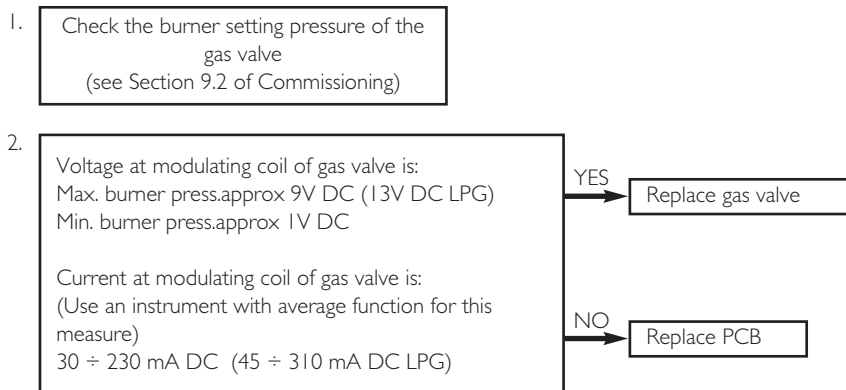 1.
Check the burner setting pressure of the
gas valve
(see Section 9.2 of Commissioning)
2.
Voltage at modulating coil of gas valve is:
Max. burner press.approx 9V DC (13V DC LPG)
Min. burner press.approx 1V DC
YES
Replace gas valve
Current at modulating coil of gas valve is:
(Use an instrument with average function for this
measure)
30 ÷ 230 mA DC (45 ÷ 310 mA DC LPG)
NO
Replace PCB